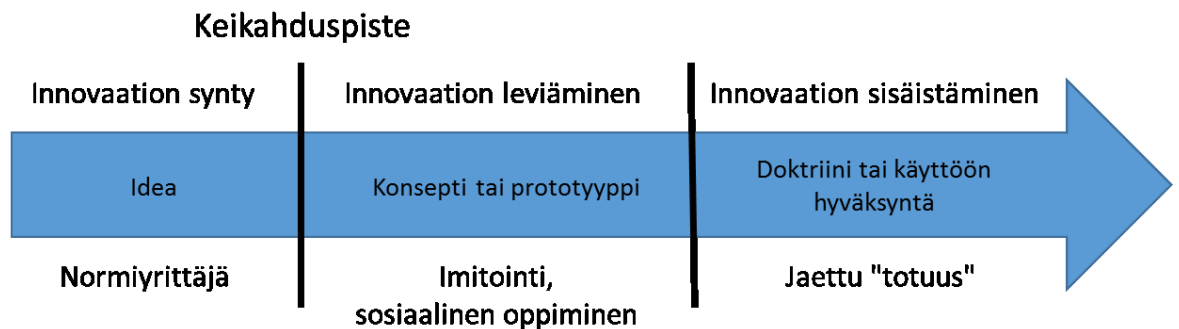 Keikahduspiste
Innovaation synty
Innovaation leviäminen
Innovaation sisäistäminen
Idea
Konsepti tai prototyyppi
Doktriini tai käyttöön
hyväksyntä
Normiyrittäjä
Imitointi,
sosiaalinen oppiminen
Jaettu "totuus"